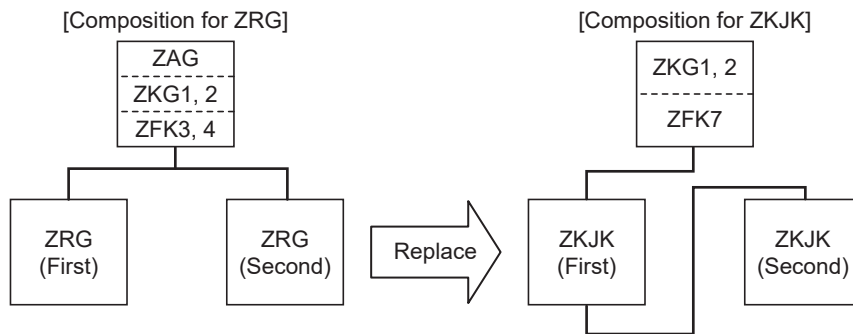 [Composition for ZRG]
ZAG
ZKG1, 2
ZFK3, 4
ZRG
(First)
ZRG
(Second)
Replace
[Composition for ZKJK]
ZKG1, 2
ZFK7
ZKJK
(First)
ZKJK
(Second)